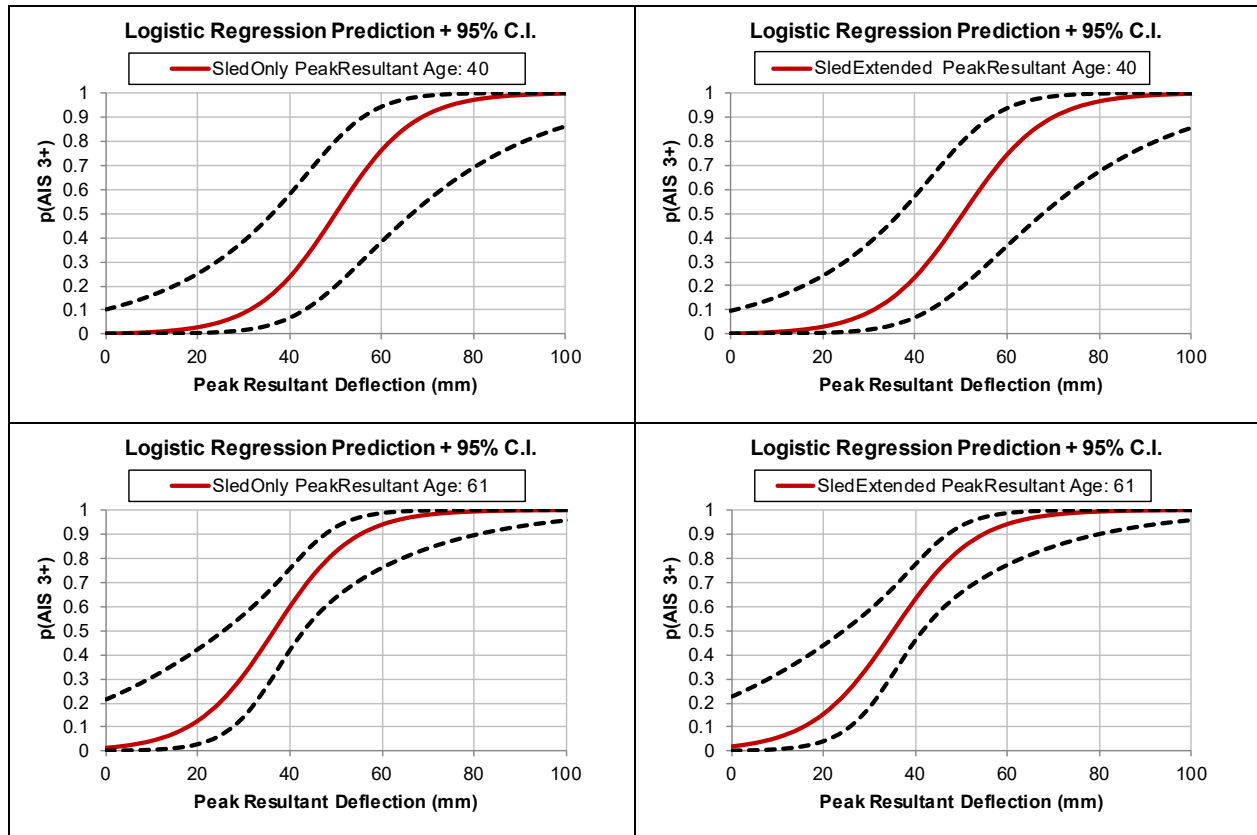 Logistic Regression Prediction + 95% C.I.
SledOnly PeakResultant Age: 40
1
0.9
0.8
0.7
0.6
0.5
0.4
0.3
0.2
0.1
0
p(AIS 3+)
0 20 40 60 80 100
Peak Resultant Deflection (mm)
Logistic Regression Prediction + 95% C.I.
SledExtended PeakResultant Age: 40
1
0.9
0.8
0.7
0.6
0.5
0.4
0.3
0.2
0.1
0
p(AIS 3+)
0 20 40 60 80 100
Peak Resultant Deflection (mm)
Logistic Regression Prediction + 95% C.I.
SledOnly PeakResultant Age: 61
1
0.9
0.8
0.7
0.6
0.5
0.4
0.3
0.2
0.1
0
p(AIS 3+)
0 20 40 60 80 100
Peak Resultant Deflection (mm)
Logistic Regression Prediction + 95% C.I.
SledExtended PeakResultant Age: 61
1
0.9
0.8
0.7
0.6
0.5
0.4
0.3
0.2
0.1
0
p(AIS 3+)
0 20 40 60 80 100
Peak Resultant Deflection (mm)